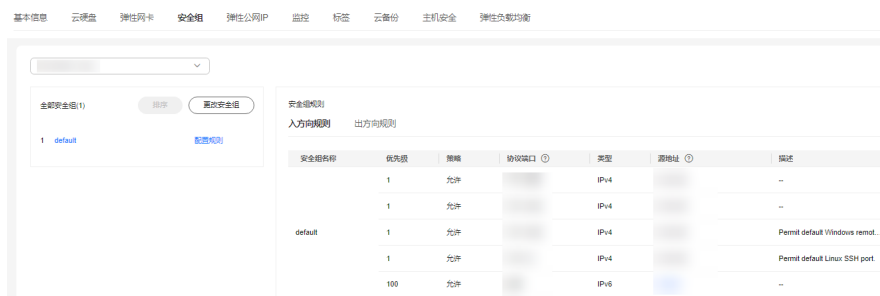 基本信息 云硬盘 弹性网卡 安全组 弹性公网IP 监控 标签 云备份 主机安全 弹性负载均衡
全部安全组(1) 排序 更改安全组
1 default 配置规则
安全组规则
入方向规则 出方向规则
安全组名称 优先级 策略 协议端口 类型 源地址 描述
1 允许 IPv4 --
1 允许 IPv4 --
default 1 允许 IPv4 Permit default Windows remot...
1 允许 IPv4 Permit default Linux SSH port.
100 允许 IPv6 --